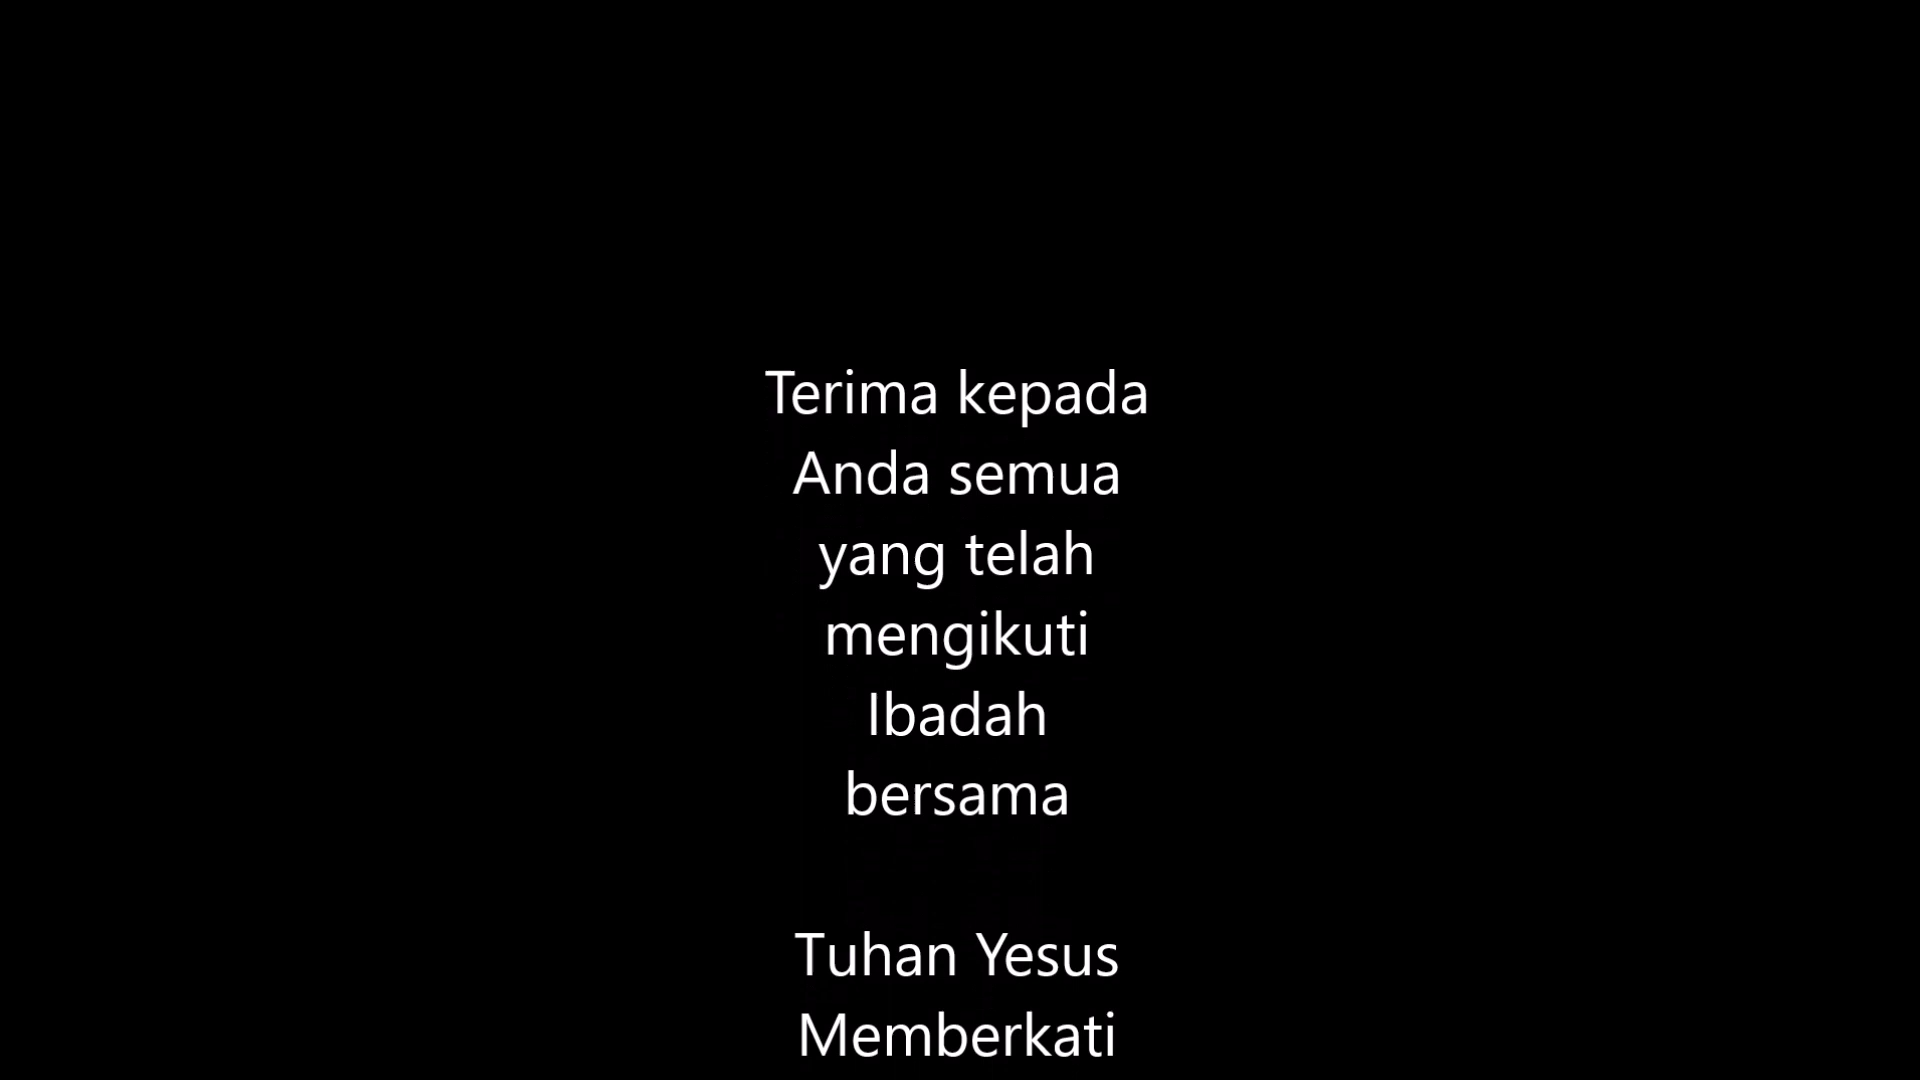 Terima kepada
Anda semua
yang telah
mengikuti
Ibadah
bersama
Tuhan Yesus
Memberkati